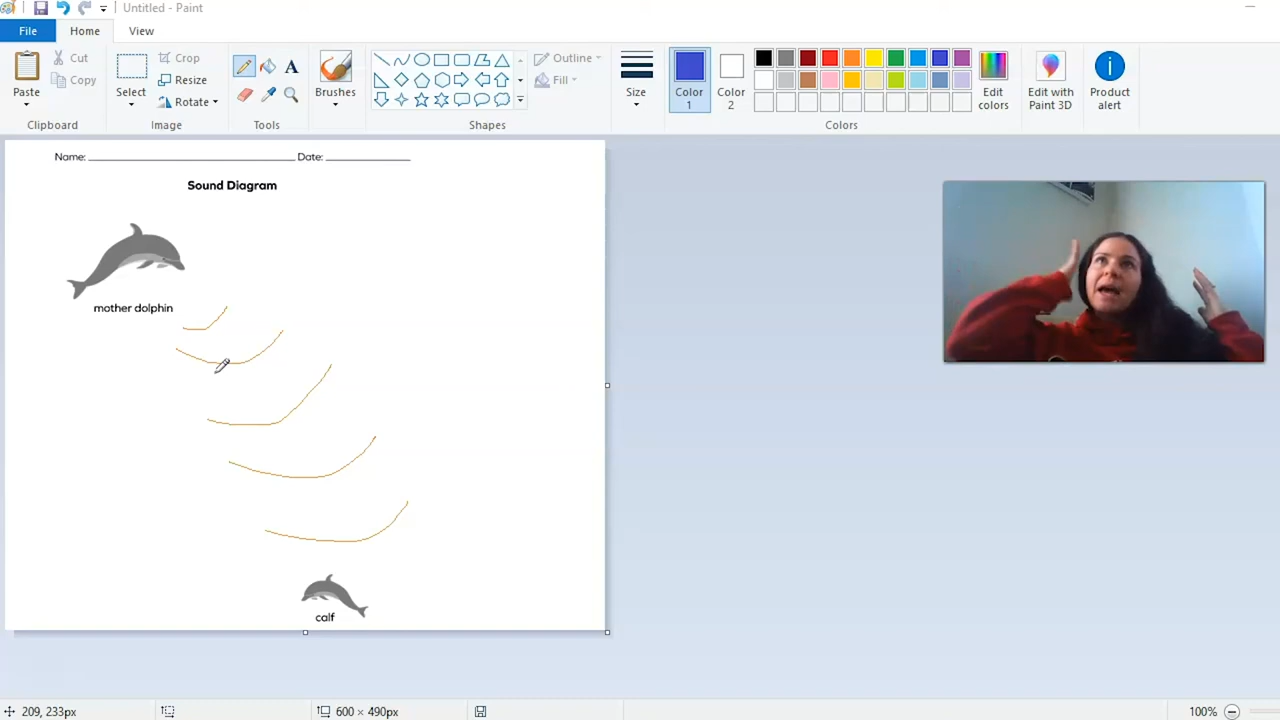 Untitled - Paint
File Home View
Paste Cut Copy Clipboard
Select Crop Resize Rotate Image
A Tools
Brushes
Outline Fill Shapes
Size
Color 1 Color 2 Edit colors Colors
Edit with Paint 3D
Product alert
Name: Date:
Sound Diagram
mother dolphin
calf
209, 233px 600 × 490px 100%